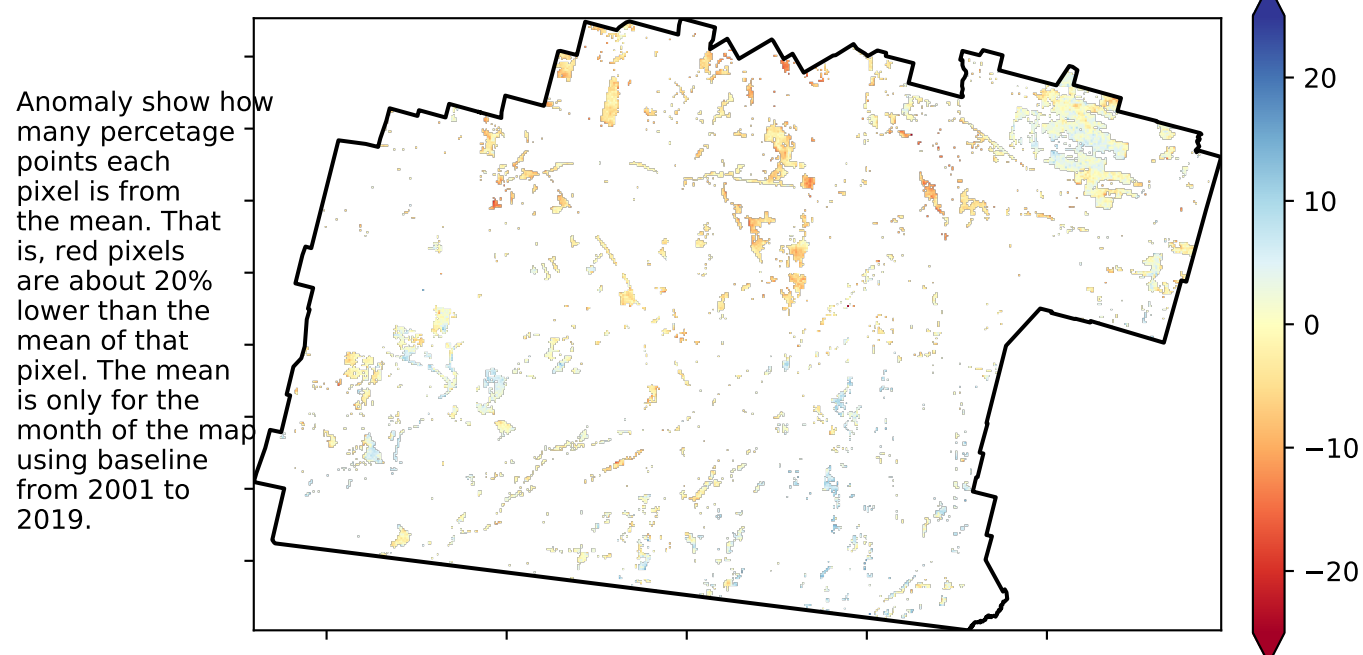 Anomaly show how
many percetage
points each
pixel is from
the mean. That
is, red pixels
are about 20%
lower than the
mean of that
pixel. The mean
is only for the
month of the map
using baseline
from 2001 to
2019.
20
10
0
−10
−20